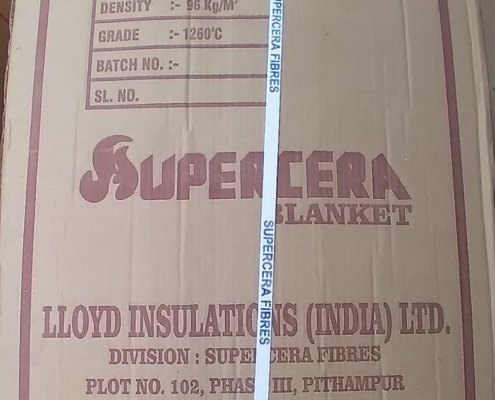 DENSITY :- 96 Kg/M³
GRADE :- 1260°C
BATCH NO. :-
SL. NO.
SUPERCERA
BLANKET
LLOYD INSULATIONS (INDIA) LTD.
DIVISION : SUPERCERA FIBRES
PLOT NO. 102, PHASE III, PITHAMPUR
SUPERCERA FIBRES
SUPERCERA FIBRES